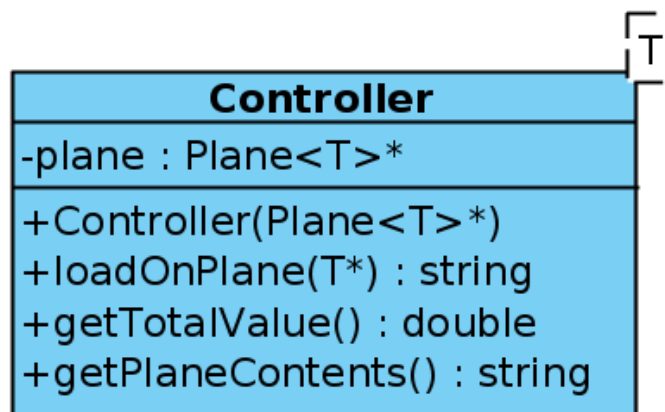 T
Controller
-plane : Plane<T>*
+Controller(Plane<T>*)
+loadOnPlane(T*) : string
+getTotalValue() : double
+getPlaneContents() : string